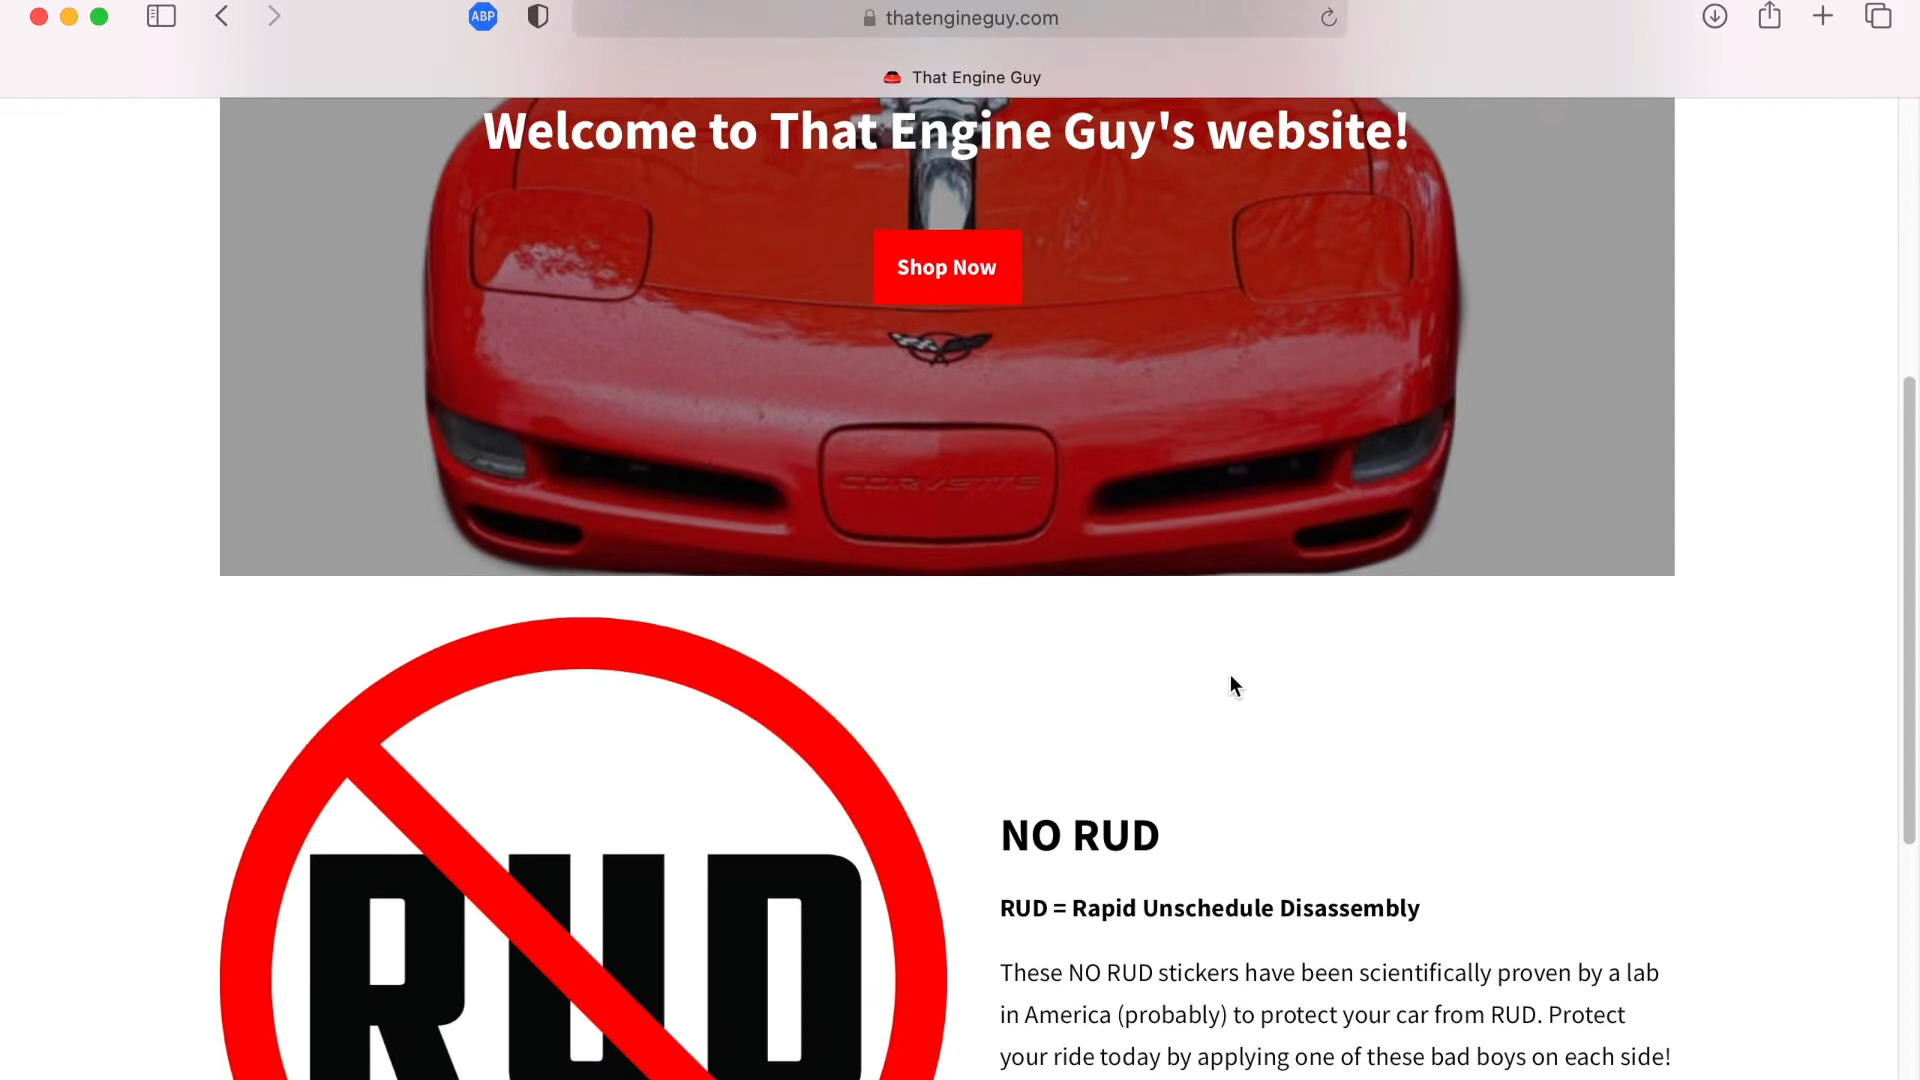 ABP
thatengineguy.com
That Engine Guy
Welcome to That Engine Guy's website!
Shop Now
CORVETTE
NO RUD
RUD
RUD = Rapid Unschedule Disassembly
These NO RUD stickers have been scientifically proven by a lab
in America (probably) to protect your car from RUD. Protect
your ride today by applying one of these bad boys on each side!